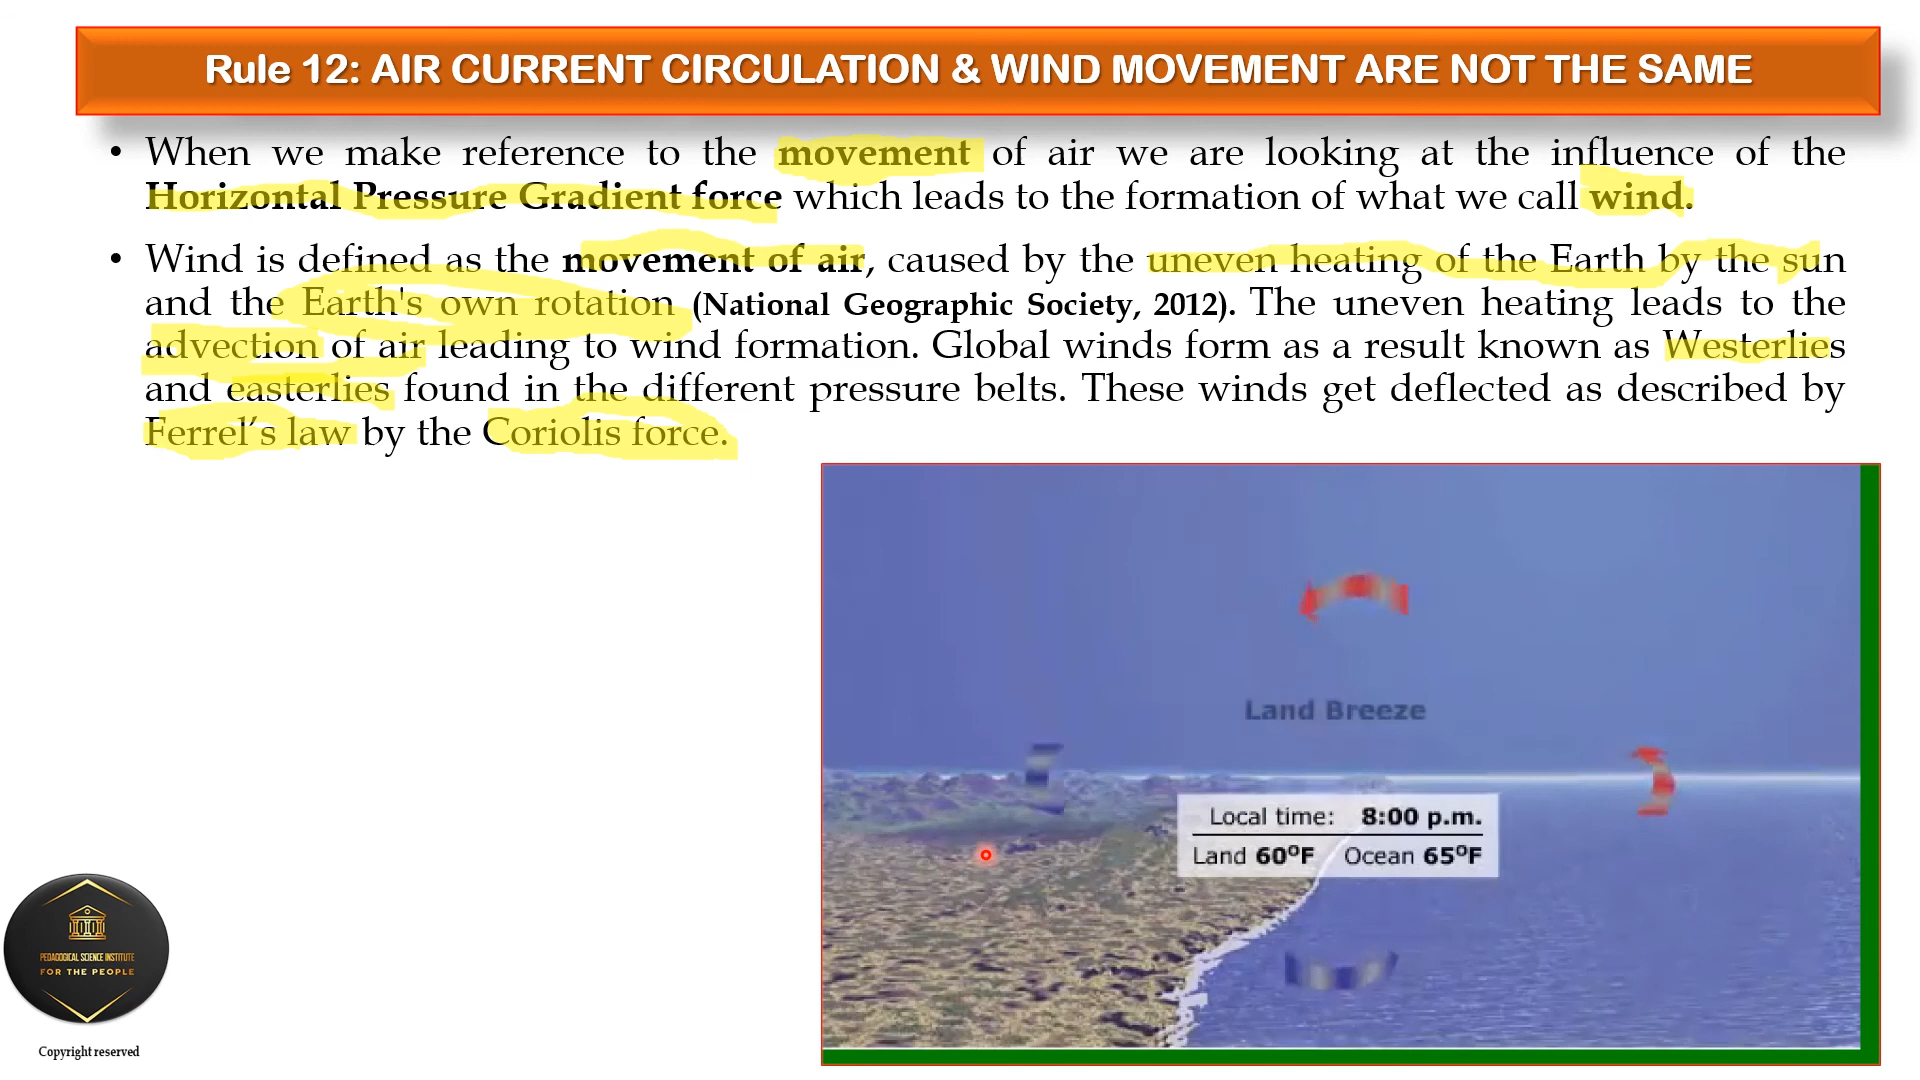 Rule 12: AIR CURRENT CIRCULATION & WIND MOVEMENT ARE NOT THE SAME
• When we make reference to the movement of air we are looking at the influence of the
Horizontal Pressure Gradient force which leads to the formation of what we call wind.
• Wind is defined as the movement of air, caused by the uneven heating of the Earth by the sun
and the Earth's own rotation (National Geographic Society, 2012). The uneven heating leads to the
advection of air leading to wind formation. Global winds form as a result known as Westerlies
and easterlies found in the different pressure belts. These winds get deflected as described by
Ferrel's law by the Coriolis force.
Land Breeze
Local time: 8:00 p.m.
Land 60°F Ocean 65°F
PEDAGOGICAL SCIENCE INSTITUTE
FOR THE PEOPLE
Copyright reserved